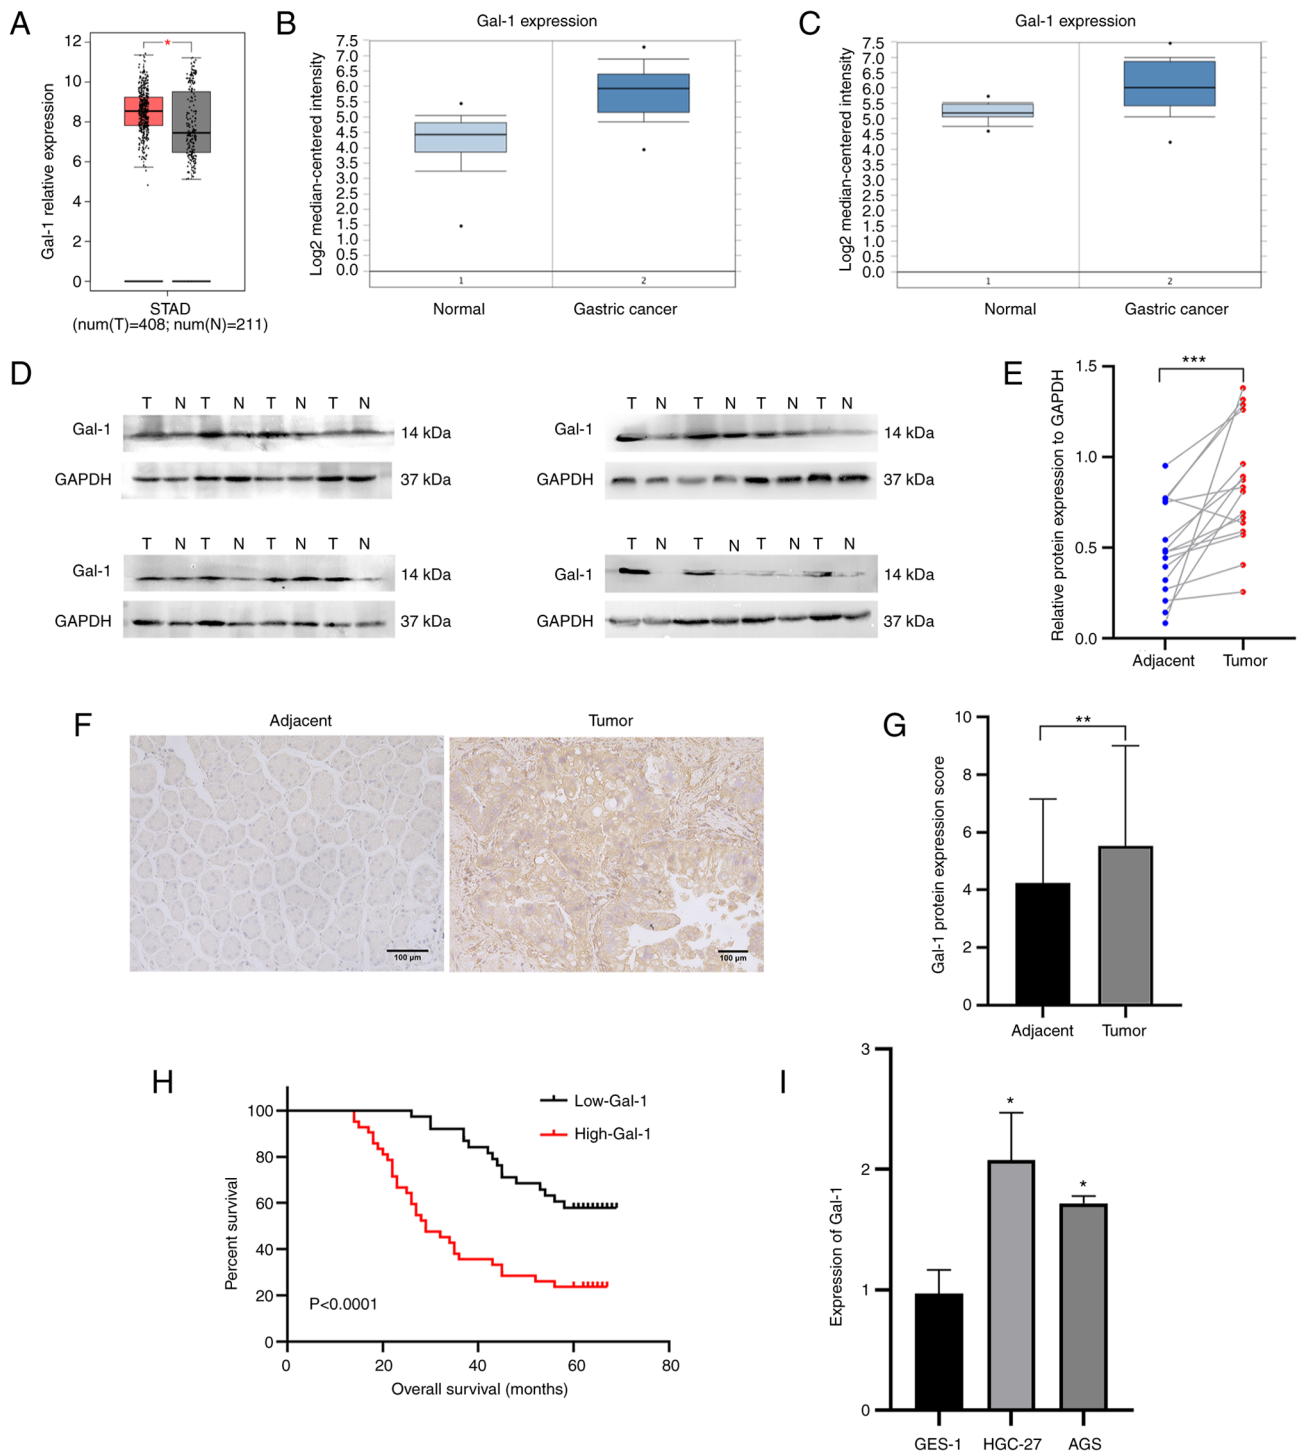 A
Gal-1 relative expression
12
10
8
6
4
2
0
*
STAD
(num(T)=408; num(N)=211)
B
Gal-1 expression
Log2 median-centered intensity
7.5
7.0
6.5
6.0
5.5
5.0
4.5
4.0
3.5
3.0
2.5
2.0
1.5
1.0
0.5
0.0
1
2
Normal
Gastric cancer
C
Gal-1 expression
Log2 median-centered intensity
7.5
7.0
6.5
6.0
5.5
5.0
4.5
4.0
3.5
3.0
2.5
2.0
1.5
1.0
0.5
0.0
1
2
Normal
Gastric cancer
D
T N T N T N T N
Gal-1
14 kDa
GAPDH
37 kDa
T N T N T N T N
Gal-1
14 kDa
GAPDH
37 kDa
T N T N T N T N
Gal-1
14 kDa
GAPDH
37 kDa
T N T N T N T N
Gal-1
14 kDa
GAPDH
37 kDa
E
Relative protein expression to GAPDH
1.5
1.0
0.5
0.0
***
Adjacent
Tumor
F
Adjacent
Tumor
100 µm
100 µm
G
Gal-1 protein expression score
10
8
6
4
2
0
**
Adjacent
Tumor
H
Percent survival
100
80
60
40
20
0
Low-Gal-1
High-Gal-1
P<0.0001
0
20
40
60
80
Overall survival (months)
I
Expression of Gal-1
3
2
1
0
*
*
GES-1
HGC-27
AGS